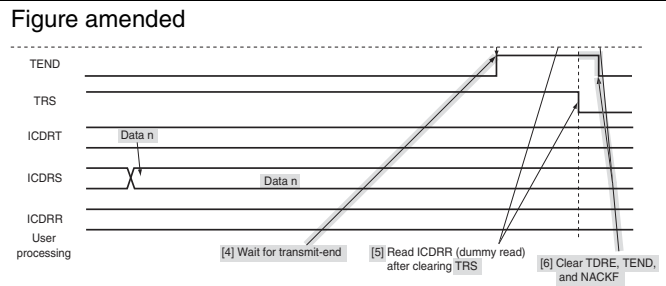 Figure amended
TEND
TRS
ICDRT
Data n
ICDRS
Data n
ICDRR
User
processing
[4] Wait for transmit-end
[5] Read ICDRR (dummy read)
after clearing TRS
[6] Clear TDRE, TEND,
and NACKF